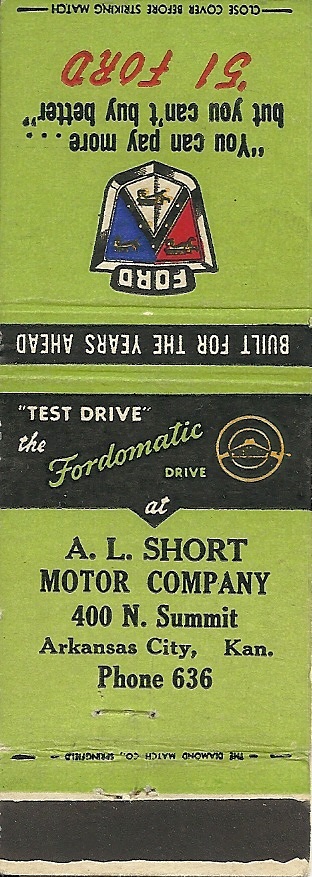 CLOSE COVER BEFORE STRIKING MATCH
'51 FORD
"You can pay more....
but you can't buy better"
FORD
BUILT FOR THE YEARS AHEAD
"TEST DRIVE"
the Fordomatic
DRIVE
at
A. L. SHORT
MOTOR COMPANY
400 N. Summit
Arkansas City, Kan.
Phone 636
THE DIAMOND MATCH CO., SPRINGFIELD